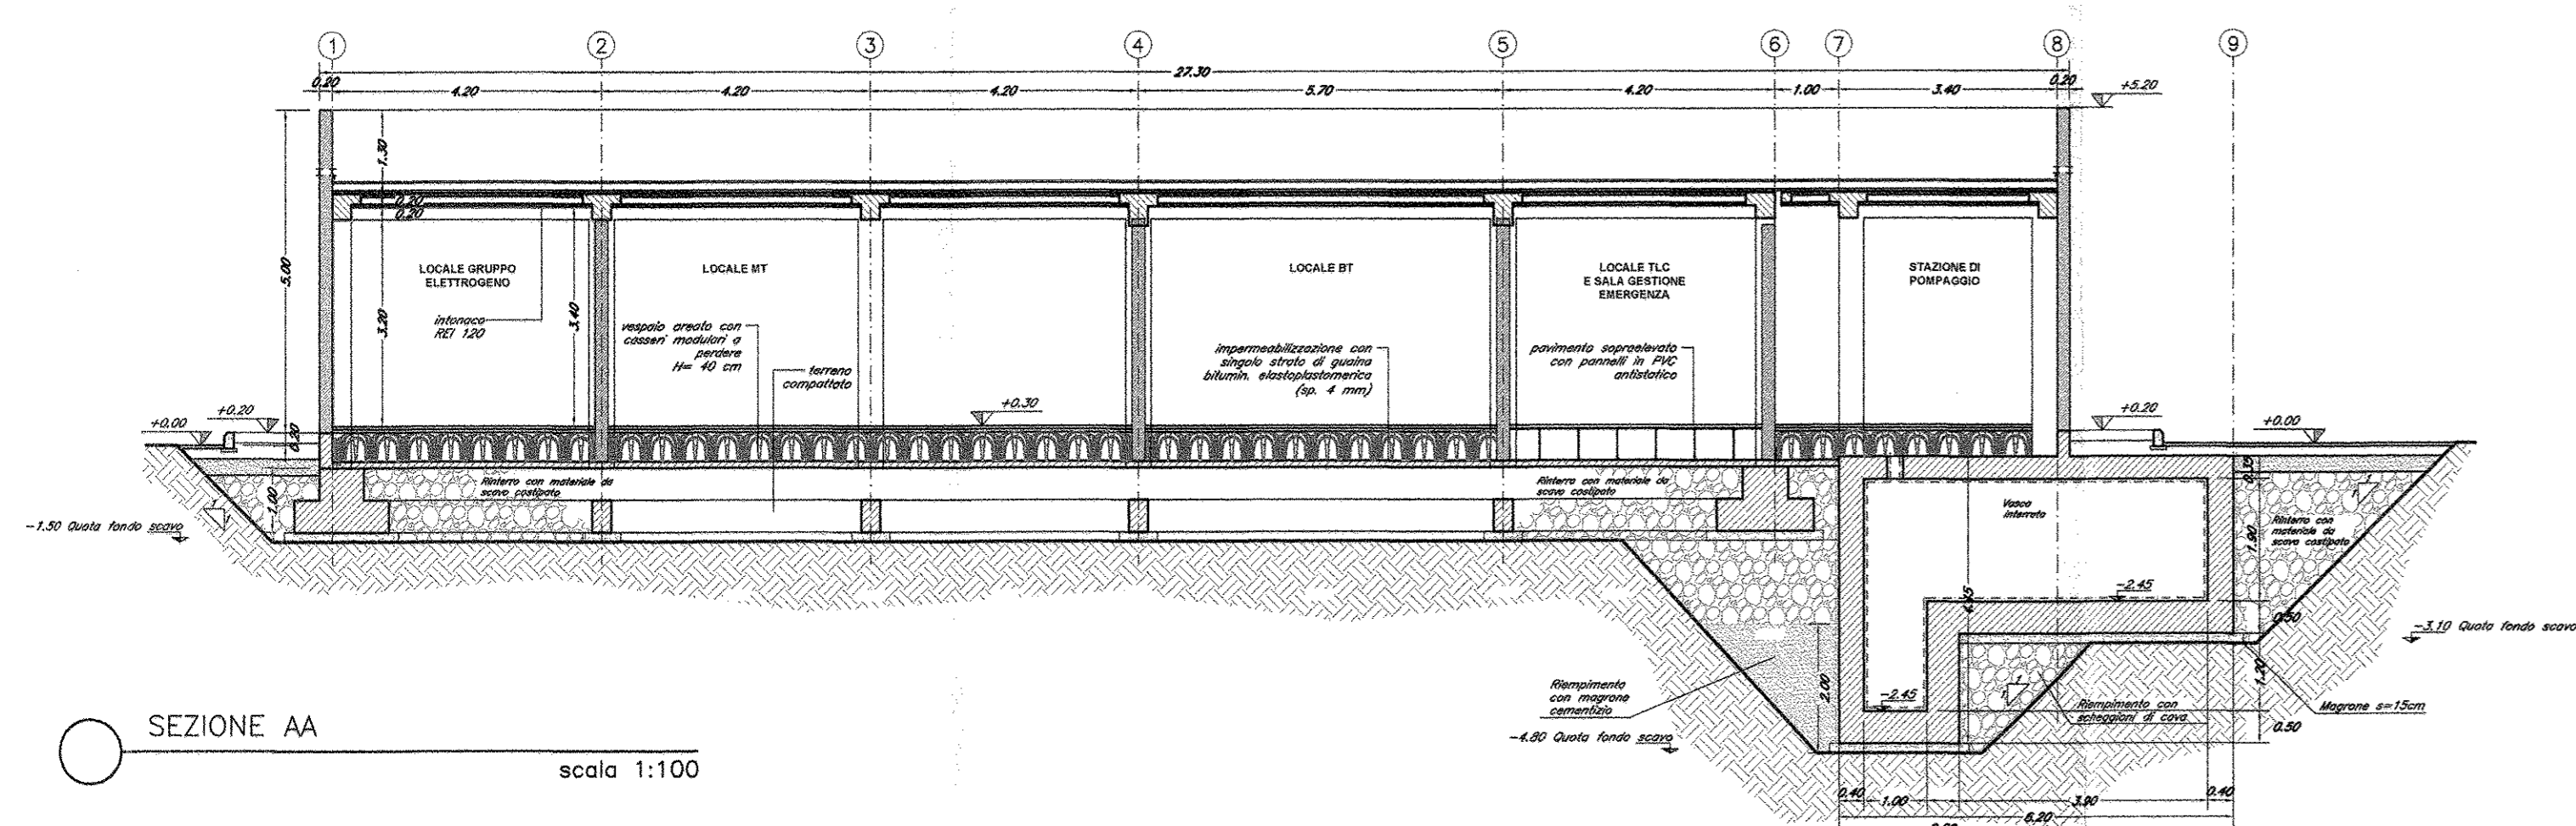 1 2 3 4 5 6 7 8 9
27.30
0.20 4.20 4.20 4.20 5.70 4.20 1.00 3.40 0.20
+5.20
1.30
0.20
0.20
5.00
LOCALE GRUPPO
ELETTROGENO
LOCALE MT
LOCALE BT
LOCALE TLC
E SALA GESTIONE
EMERGENZA
STAZIONE DI
POMPAGGIO
3.20
3.40
intonaco
REI 120
vespaio areato con
casseri modulari a
perdere
H= 40 cm
terreno
compattato
impermeabilizzazione con
singolo strato di guaina
bitumin. elastoplastomerica
(sp. 4 mm)
pavimento sopraelevato
con pannelli in PVC
antistatico
+0.00
+0.20
0.20
+0.30
+0.20
+0.00
Rinterro con materiale da
scavo costipato
Rinterro con materiale da
scavo costipato
1.00
-1.50 Quota fondo scavo
Vasca
interrata
0.35
Rinterro con
materiale da
scavo costipato
1.90
-2.45
4.45
0.50
-3.10 Quota fondo scavo
Riempimento
con magrone
cementizio
2.00
-2.45
1.20
Riempimento con
scheggioni di cava
Magrone s=15cm
-4.80 Quota fondo scavo
0.50
0.40 1.00 3.90 0.40
6.20
SEZIONE AA
scala 1:100